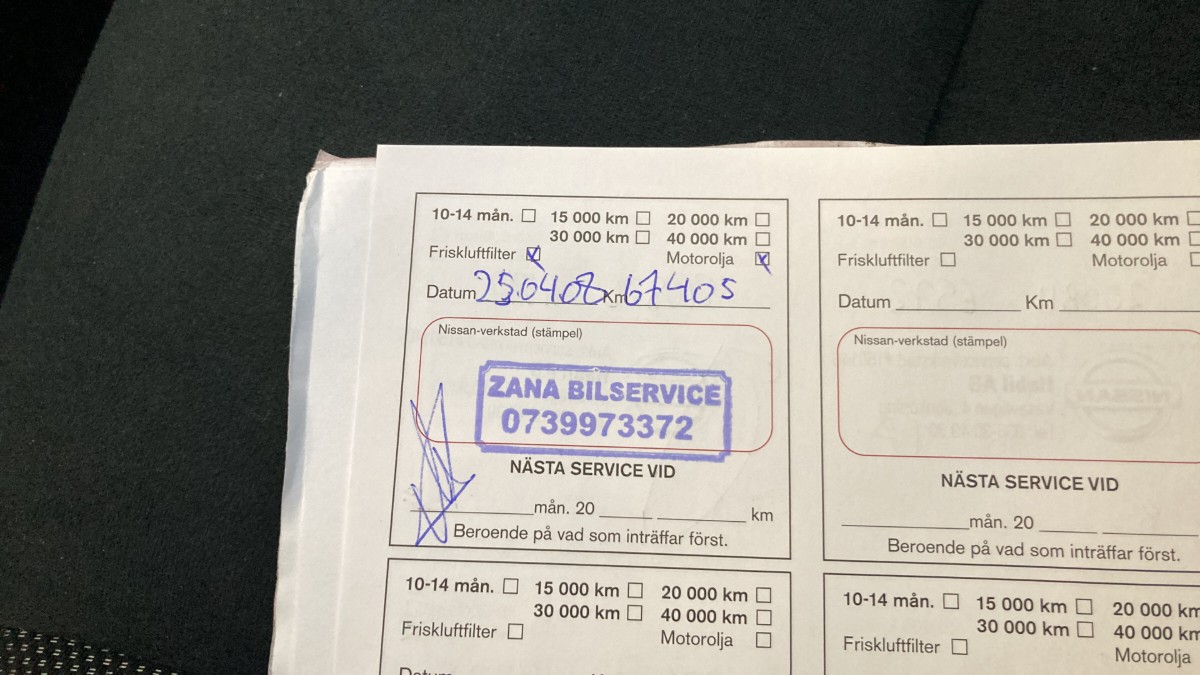 10-14 mån. 15 000 km 20 000 km
30 000 km 40 000 km
Friskluftfilter Motorolja
Datum 250408 Km 67405
Nissan-verkstad (stämpel)
ZANA BILSERVICE
0739973372
NÄSTA SERVICE VID
mån. 20 km
Beroende på vad som inträffar först.
10-14 mån. 15 000 km 20 000 km
30 000 km 40 000 km
Friskluftfilter Motorolja
Datum Km
Nissan-verkstad (stämpel)
NÄSTA SERVICE VID
mån. 20
Beroende på vad som inträffar först.
10-14 mån. 15 000 km 20 000 km
30 000 km 40 000 km
Friskluftfilter Motorolja
10-14 mån. 15 000 km 20 000 km
30 000 km 40 000 km
Friskluftfilter Motorolja